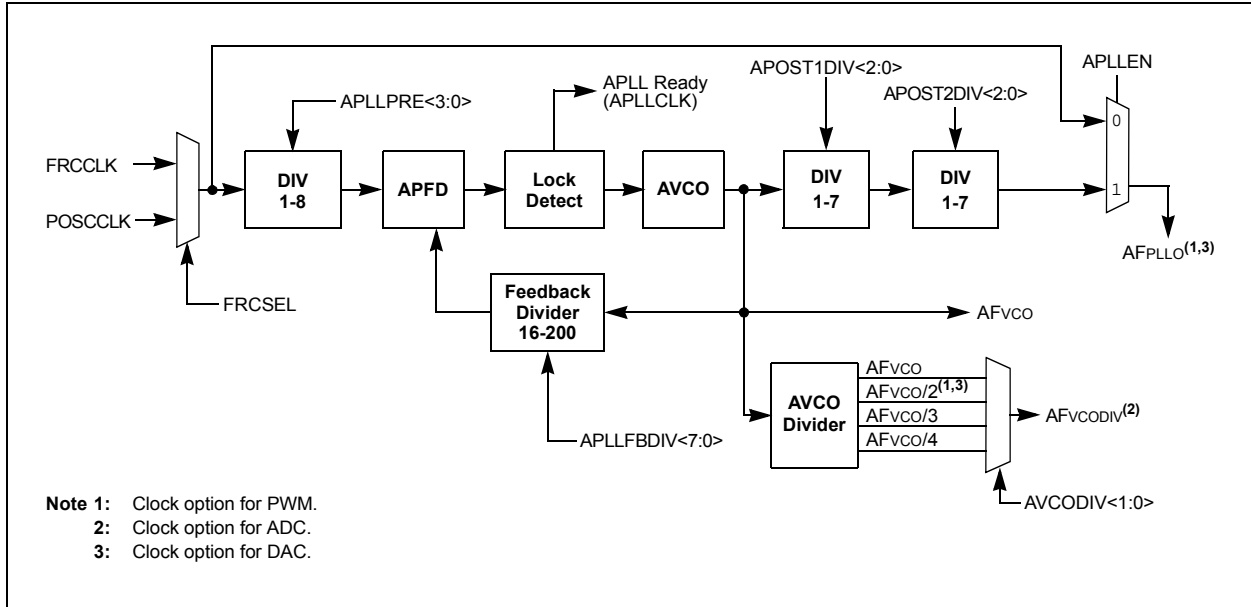 APLLPRE<3:0>
APLL Ready
(APLLCLK)
APOST1DIV<2:0>
APOST2DIV<2:0>
APLLEN
FRCCLK
POSCCLK
DIV
1-8
APFD
Lock
Detect
AVCO
DIV
1-7
DIV
1-7
0
1
AFPLLO(1,3)
FRCSEL
Feedback
Divider
16-200
AFVCO
APLLFBDIV<7:0>
AVCO
Divider
AFVCO
AFVCO/2(1,3)
AFVCO/3
AFVCO/4
AFVCODIV(2)
AVCODIV<1:0>
Note 1: Clock option for PWM.
2: Clock option for ADC.
3: Clock option for DAC.